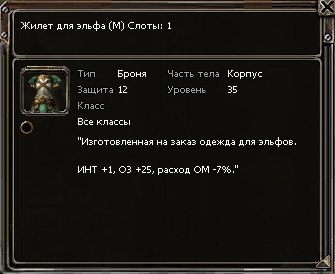 Жилет для эльфа (M) Слоты: 1
Тип Броня Часть тела Корпус
Защита 12 Уровень 35
Класс
Все классы
"Изготовленная на заказ одежда для эльфов.
ИНТ +1, ОЗ +25, расход ОМ -7%."